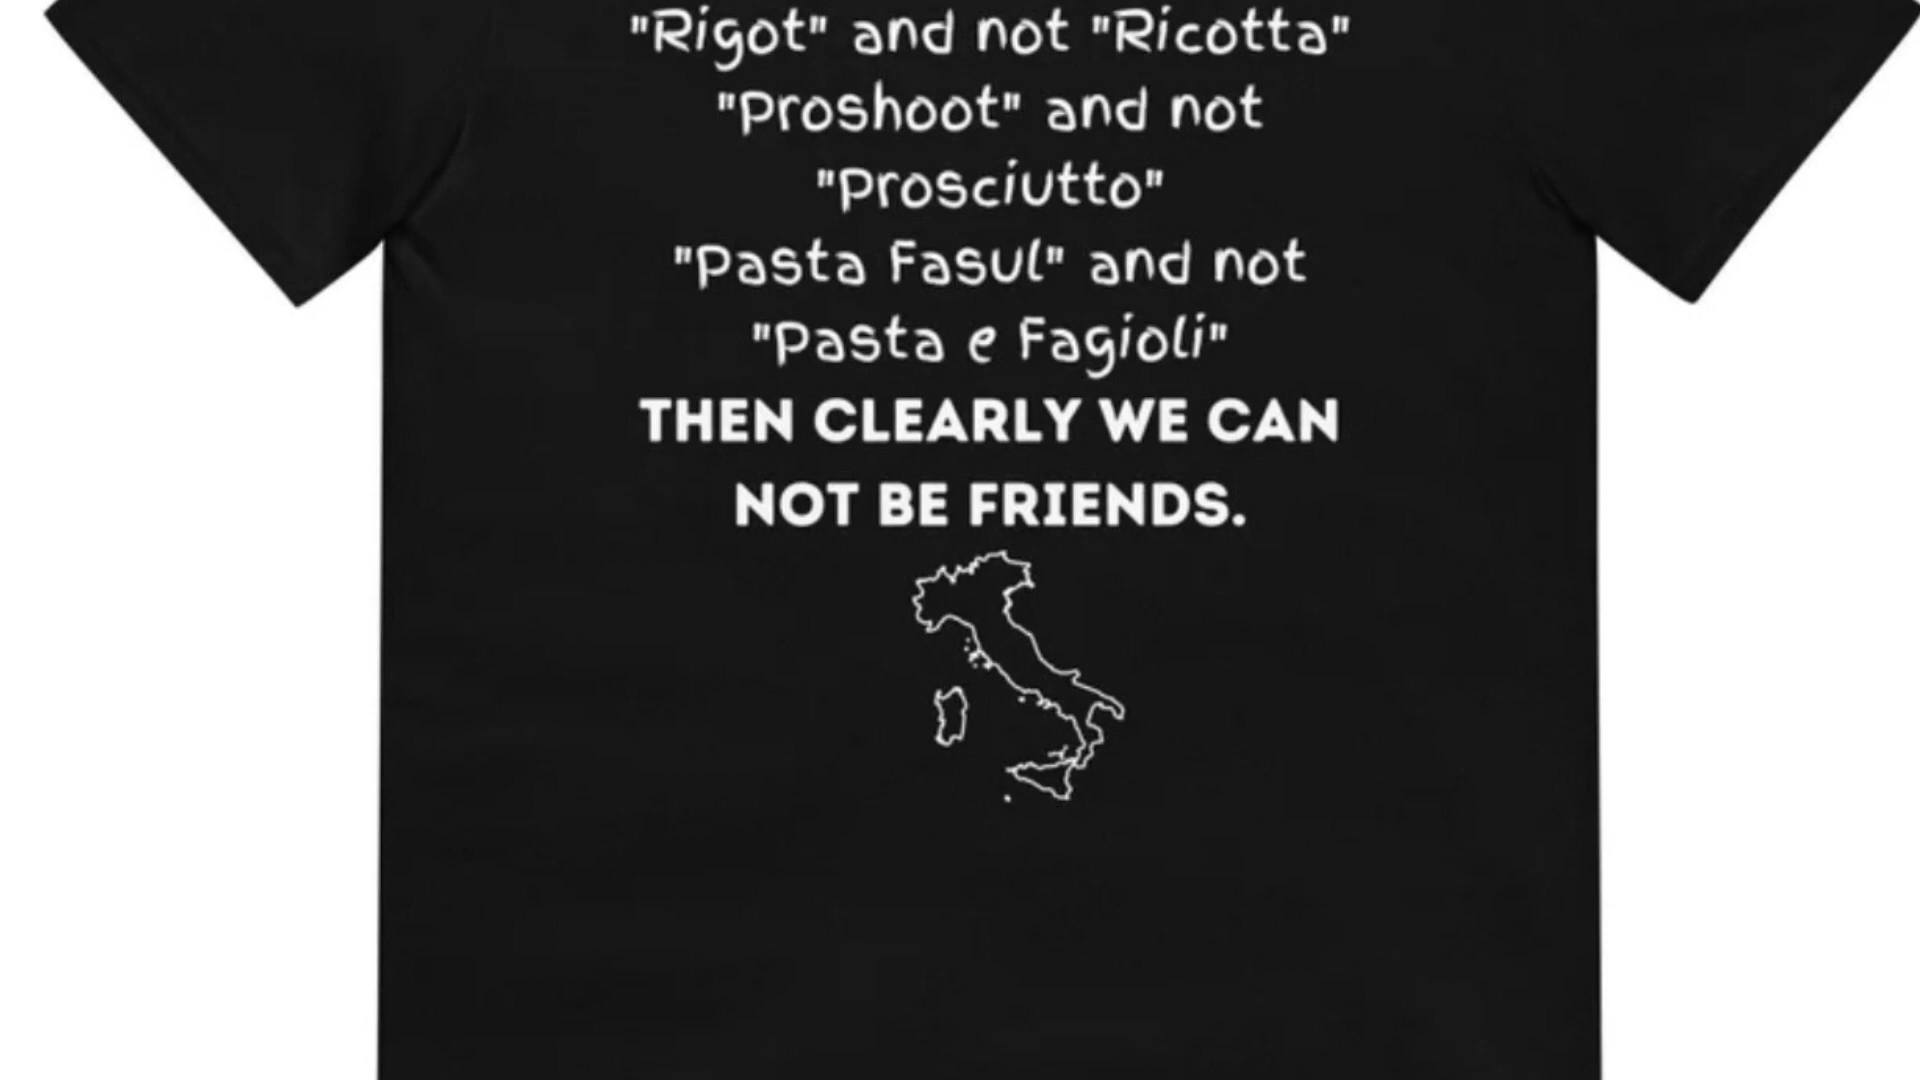 "Rigot" and not "Ricotta"
"Proshoot" and not
"Prosciutto"
"Pasta Fasul" and not
"Pasta e Fagioli"
THEN CLEARLY WE CAN
NOT BE FRIENDS.